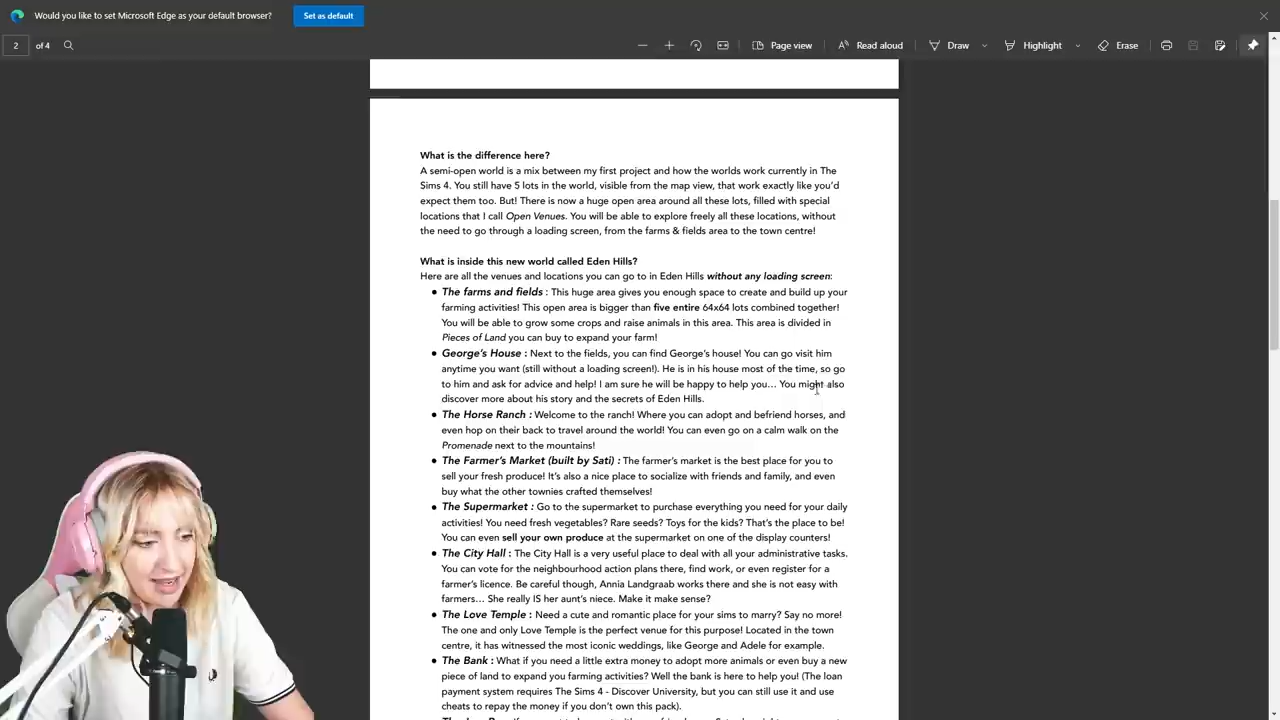 Would you like to set Microsoft Edge as your default browser?
Set as default
2 of 4
Page view
Read aloud
Draw
Highlight
Erase
What is the difference here?
A semi-open world is a mix between my first project and how the worlds work currently in The
Sims 4. You still have 5 lots in the world, visible from the map view, that work exactly like you'd
expect them too. But! There is now a huge open area around all these lots, filled with special
locations that I call Open Venues. You will be able to explore freely all these locations, without
the need to go through a loading screen, from the farms & fields area to the town centre!
What is inside this new world called Eden Hills?
Here are all the venues and locations you can go to in Eden Hills without any loading screen:
• The farms and fields : This huge area gives you enough space to create and build up your
farming activities! This open area is bigger than five entire 64x64 lots combined together!
You will be able to grow some crops and raise animals in this area. This area is divided in
Pieces of Land you can buy to expand your farm!
• George's House : Next to the fields, you can find George's house! You can go visit him
anytime you want (still without a loading screen!). He is in his house most of the time, so go
to him and ask for advice and help! I am sure he will be happy to help you... You might also
discover more about his story and the secrets of Eden Hills.
• The Horse Ranch : Welcome to the ranch! Where you can adopt and befriend horses, and
even hop on their back to travel around the world! You can even go on a calm walk on the
Promenade next to the mountains!
• The Farmer's Market (built by Sati) : The farmer's market is the best place for you to
sell your fresh produce! It's also a nice place to socialize with friends and family, and even
buy what the other townies crafted themselves!
• The Supermarket : Go to the supermarket to purchase everything you need for your daily
activities! You need fresh vegetables? Rare seeds? Toys for the kids? That's the place to be!
You can even sell your own produce at the supermarket on one of the display counters!
• The City Hall : The City Hall is a very useful place to deal with all your administrative tasks.
You can vote for the neighbourhood action plans there, find work, or even register for a
farmer's licence. Be careful though, Annia Landgraab works there and she is not easy with
farmers... She really IS her aunt's niece. Make it make sense?
• The Love Temple : Need a cute and romantic place for your sims to marry? Say no more!
The one and only Love Temple is the perfect venue for this purpose! Located in the town
centre, it has witnessed the most iconic weddings, like George and Adele for example.
• The Bank : What if you need a little extra money to adopt more animals or even buy a new
piece of land to expand you farming activities? Well the bank is here to help you! (The loan
payment system requires The Sims 4 - Discover University, but you can still use it and use
cheats to repay the money if you don't own this pack).